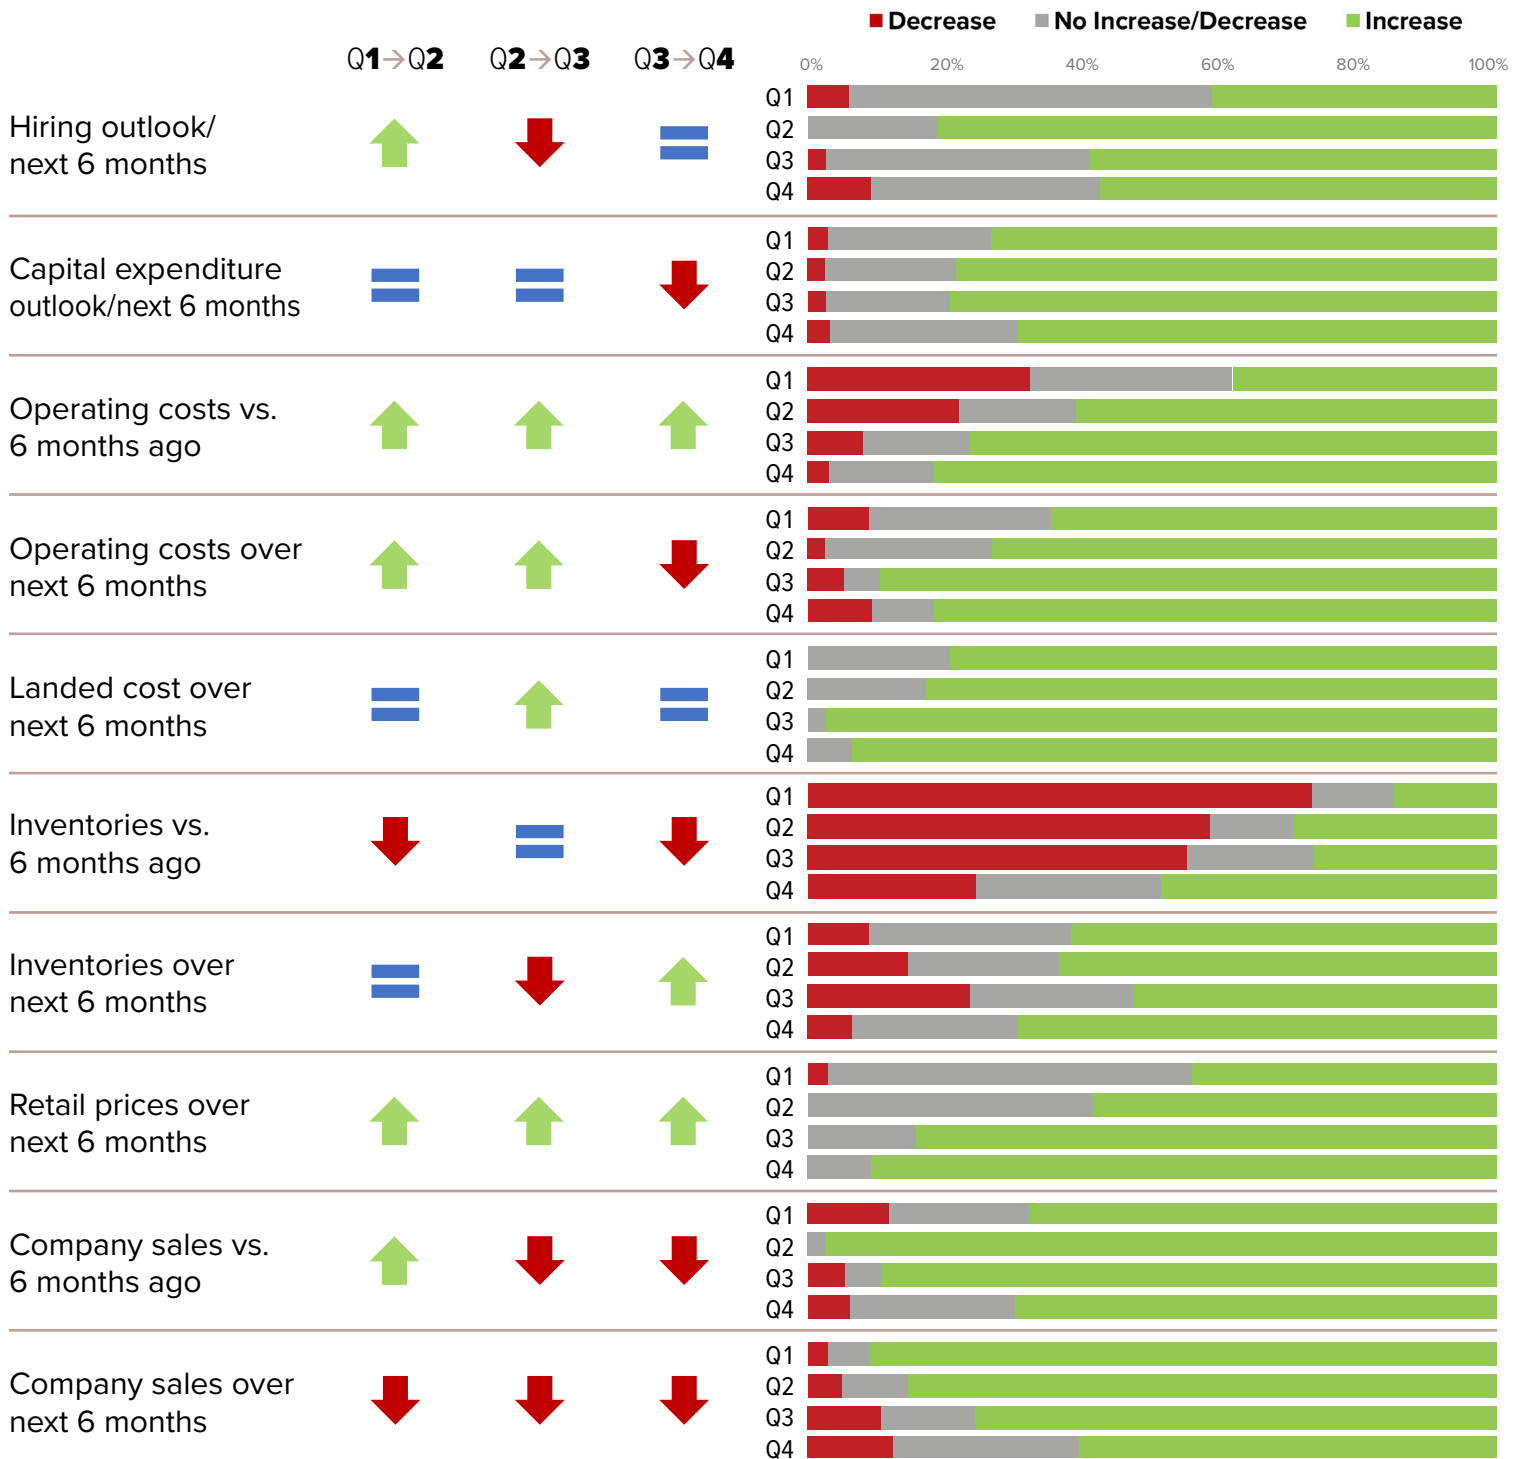 Decrease No Increase/Decrease Increase
Q1→Q2 Q2→Q3 Q3→Q4
0% 20% 40% 60% 80% 100%
Hiring outlook/
next 6 months
Q1
Q2
Q3
Q4
Capital expenditure
outlook/next 6 months
Q1
Q2
Q3
Q4
Operating costs vs.
6 months ago
Q1
Q2
Q3
Q4
Operating costs over
next 6 months
Q1
Q2
Q3
Q4
Landed cost over
next 6 months
Q1
Q2
Q3
Q4
Inventories vs.
6 months ago
Q1
Q2
Q3
Q4
Inventories over
next 6 months
Q1
Q2
Q3
Q4
Retail prices over
next 6 months
Q1
Q2
Q3
Q4
Company sales vs.
6 months ago
Q1
Q2
Q3
Q4
Company sales over
next 6 months
Q1
Q2
Q3
Q4